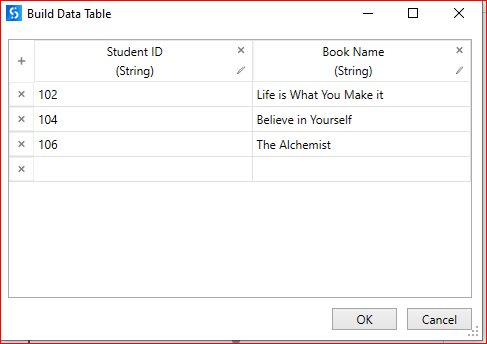 Build Data Table
Student ID
(String)
Book Name
(String)
102
Life is What You Make it
104
Believe in Yourself
106
The Alchemist
OK
Cancel